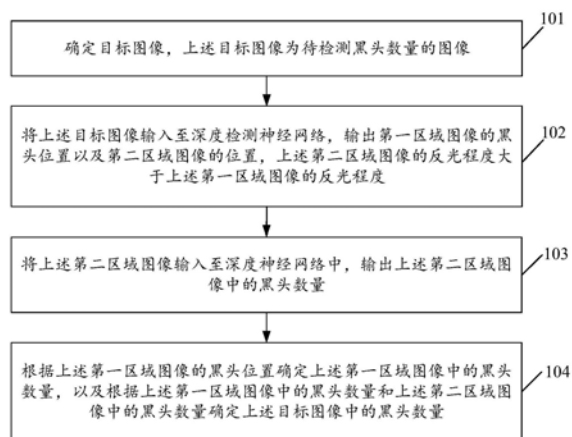 确定目标图像，上述目标图像为待检测黑头数量的图像
101
将上述目标图像输入至深度检测神经网络，输出第一区域图像的黑
头位置以及第二区域图像的位置，上述第二区域图像的反光程度大
于上述第一区域图像的反光程度
102
将上述第二区域图像输入至深度神经网络中，输出上述第二区域图
像中的黑头数量
103
根据上述第一区域图像的黑头位置确定上述第一区域图像中的黑头
数量，以及根据上述第一区域图像中的黑头数量和上述第二区域图
像中的黑头数量确定上述目标图像中的黑头数量
104